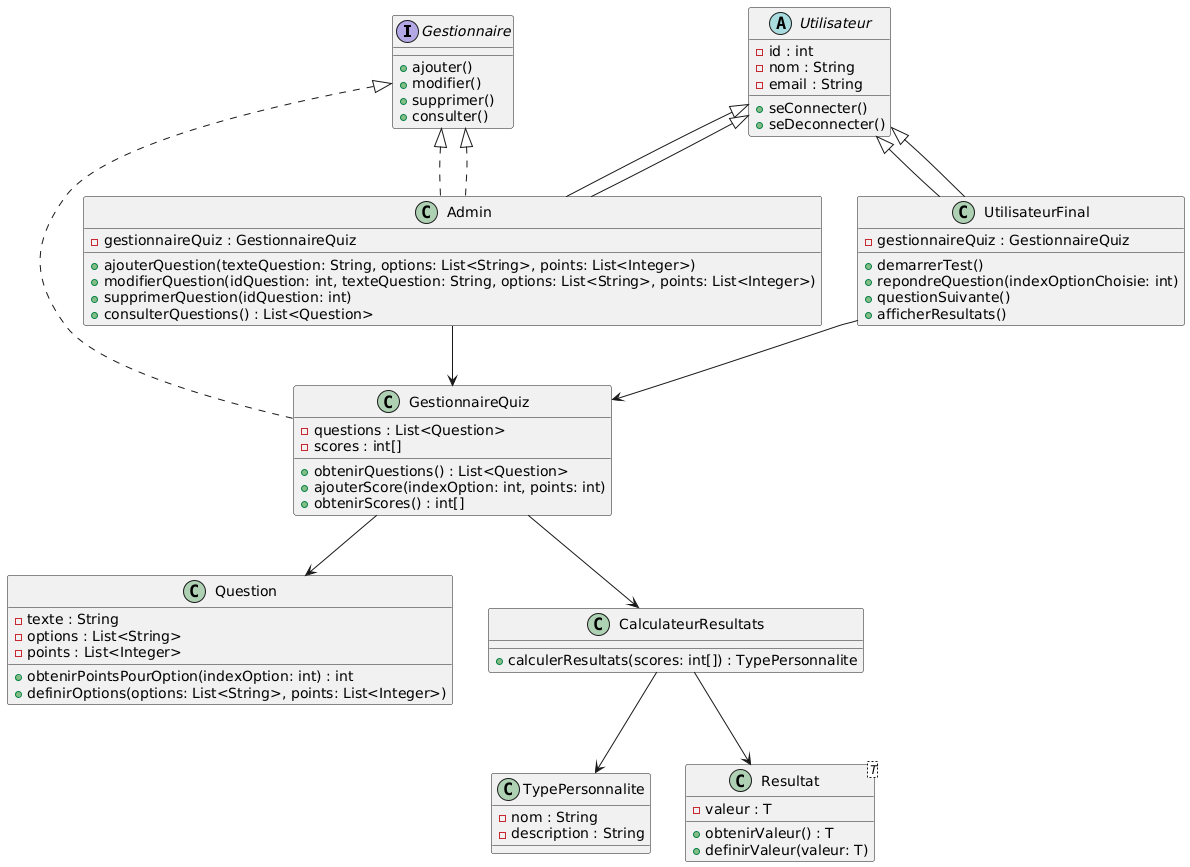 I Gestionnaire
ajouter()
modifier()
supprimer()
consulter()
A Utilisateur
id : int
nom : String
email : String
seConnecter()
seDeconnecter()
C Admin
gestionnaireQuiz : GestionnaireQuiz
ajouterQuestion(texteQuestion: String, options: List<String>, points: List<Integer>)
modifierQuestion(idQuestion: int, texteQuestion: String, options: List<String>, points: List<Integer>)
supprimerQuestion(idQuestion: int)
consulterQuestions() : List<Question>
C UtilisateurFinal
gestionnaireQuiz : GestionnaireQuiz
demarrerTest()
repondreQuestion(indexOptionChoisie: int)
questionSuivante()
afficherResultats()
C GestionnaireQuiz
questions : List<Question>
scores : int[]
obtenirQuestions() : List<Question>
ajouterScore(indexOption: int, points: int)
obtenirScores() : int[]
C Question
texte : String
options : List<String>
points : List<Integer>
obtenirPointsPourOption(indexOption: int) : int
definirOptions(options: List<String>, points: List<Integer>)
C CalculateurResultats
calculerResultats(scores: int[]) : TypePersonnalite
C TypePersonnalite
nom : String
description : String
C Resultat T
valeur : T
obtenirValeur() : T
definirValeur(valeur: T)